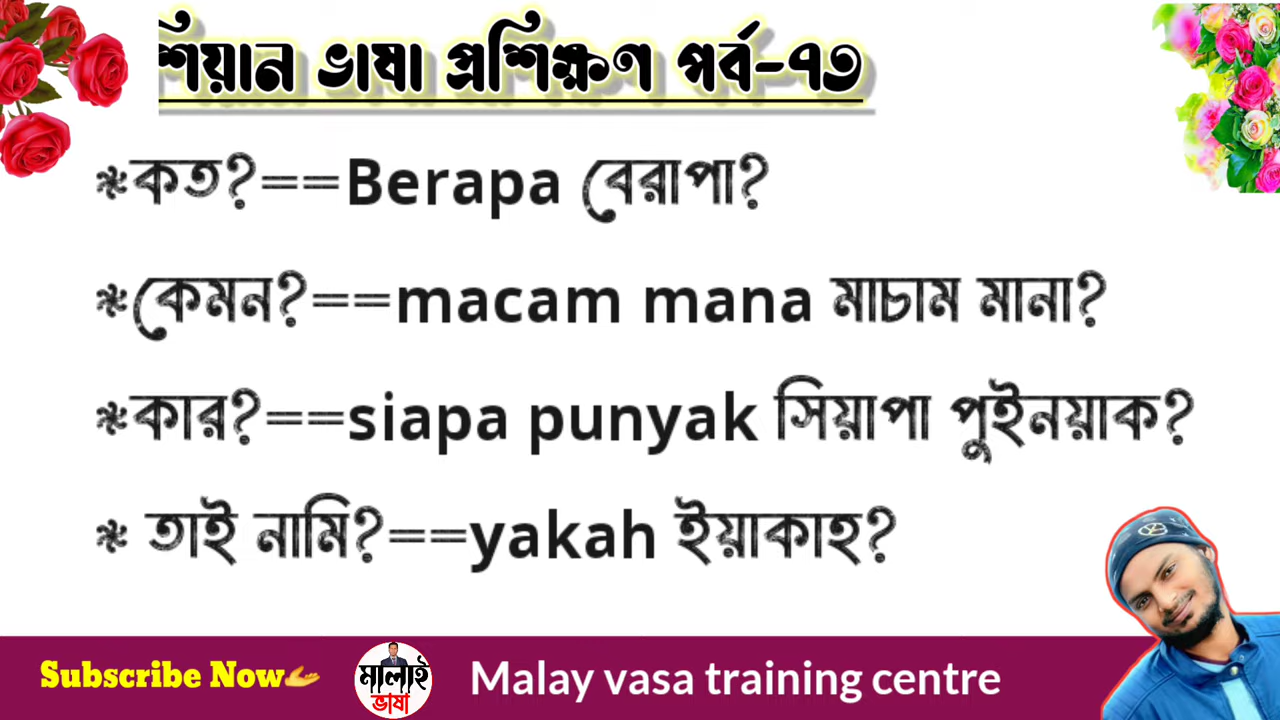 শিয়ান ভাষা প্রশিক্ষণ পর্ব-৭৩
*কত?==Berapa বেরাপা?
*কেমন?==macam mana মাচাম মানা?
*কার?==siapa punyak সিয়াপা পুইনয়াক?
* তাই নামি?==yakah ইয়াকাহ?
Subscribe Now
মালাই
ভাষা
Malay vasa training centre